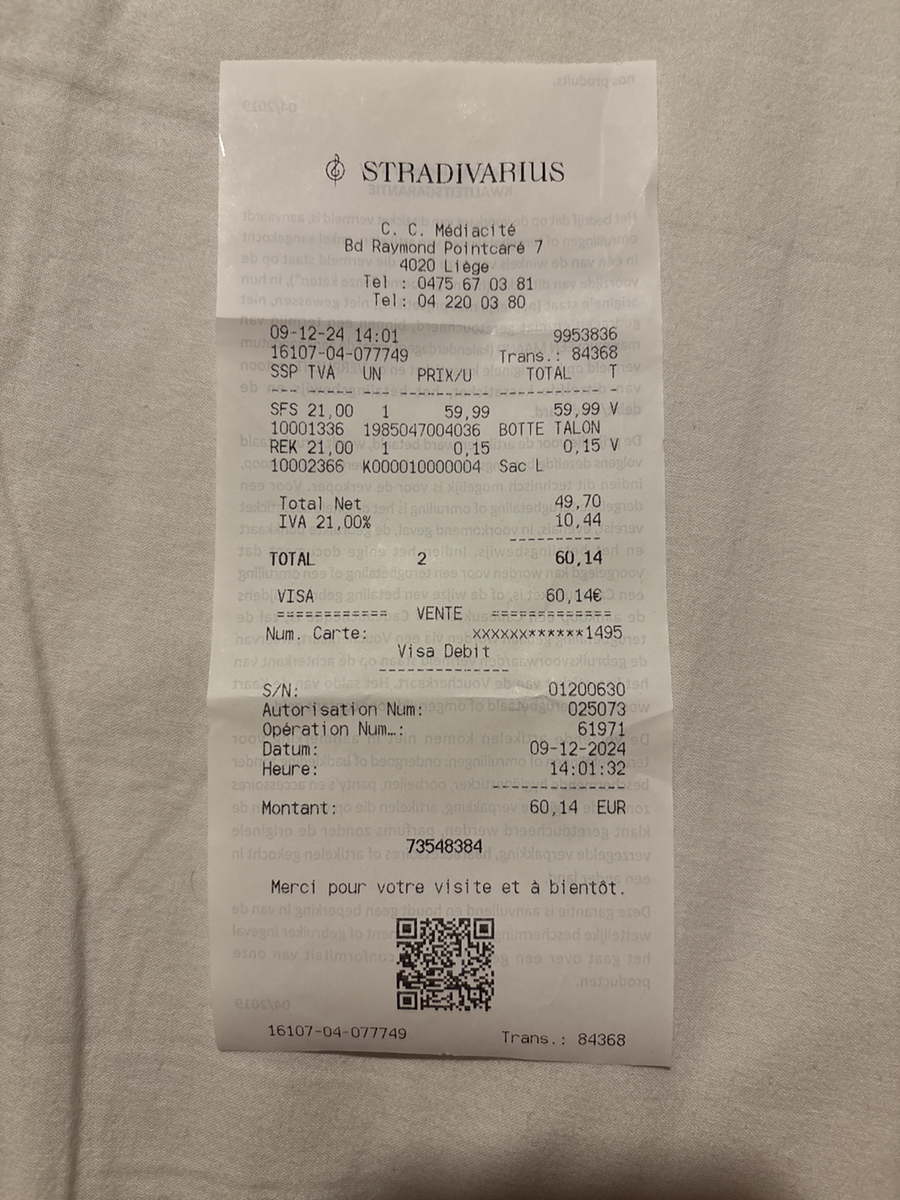 STRADIVARIUS
C. C. Médiacité
Bd Raymond Pointcaré 7
4020 Liège
Tel : 0475 67 03 81
Tel: 04 220 03 80
09-12-24 14:01 9953836
16107-04-077749 Trans.: 84368
SSP TVA UN PRIX/U TOTAL T
SFS 21,00 1 59,99 59,99 V
10001336 1985047004036 BOTTE TALON
REK 21,00 1 0,15 0,15 V
10002366 K000010000004 Sac L
Total Net 49,70
IVA 21,00% 10,44
TOTAL 2 60,14
VISA 60,14€
============ VENTE =============
Num. Carte: xxxxxx******1495
Visa Debit
S/N: 01200630
Autorisation Num: 025073
Opération Num…: 61971
Datum: 09-12-2024
Heure: 14:01:32
Montant: 60,14 EUR
73548384
Merci pour votre visite et à bientôt.
16107-04-077749 Trans.: 84368